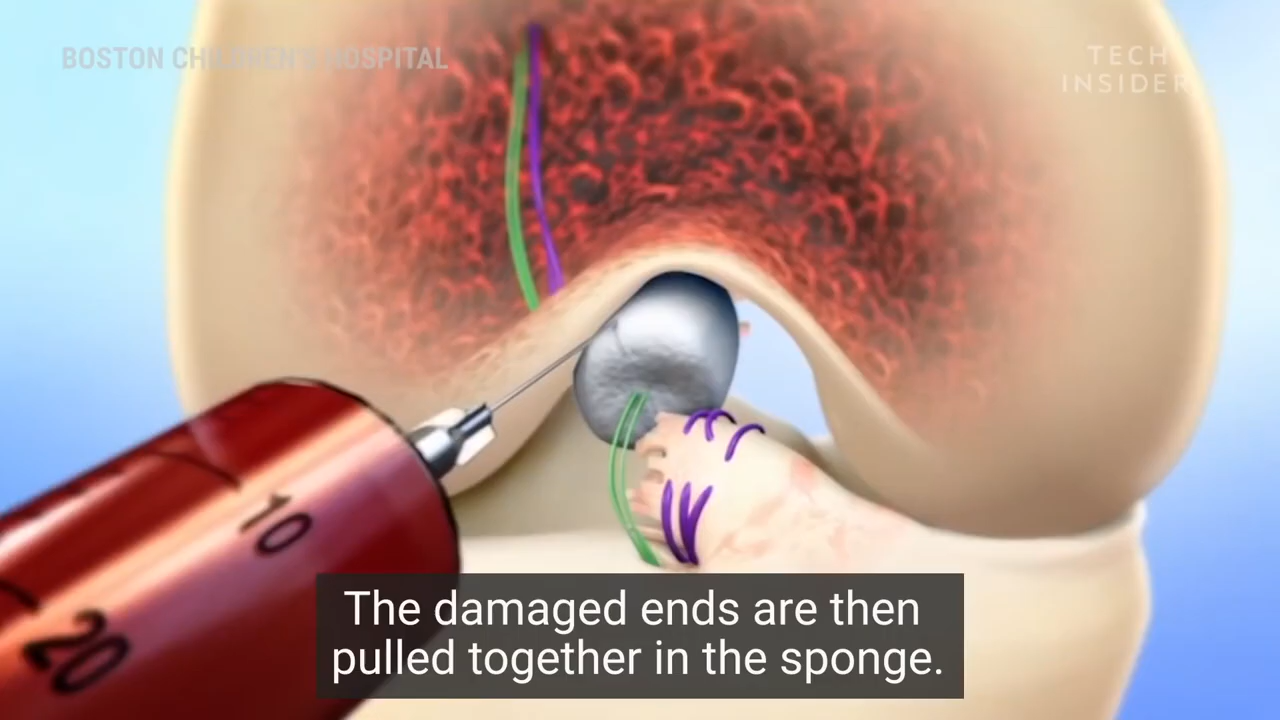 BOSTON CHILDREN'S HOSPITAL
TECH
INSIDER
10
20
The damaged ends are then
pulled together in the sponge.